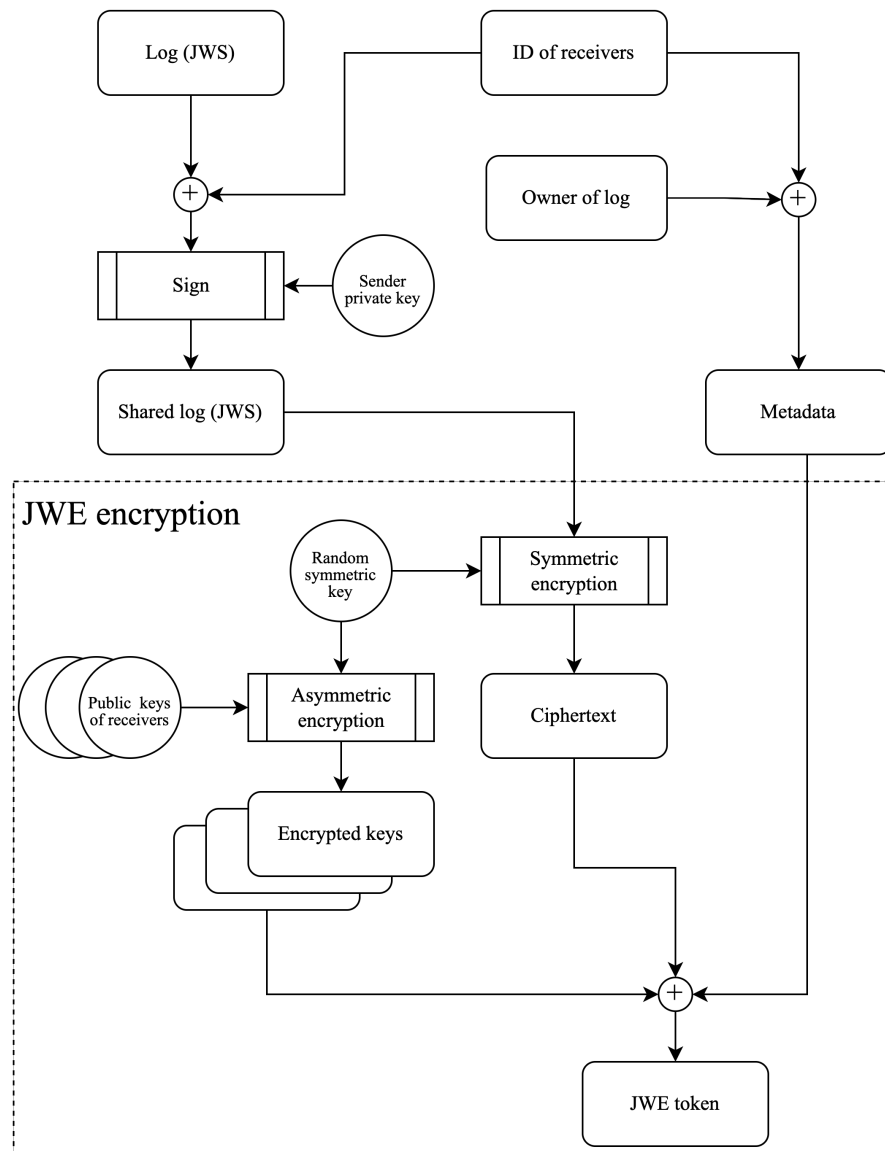 Log (JWS)
ID of receivers
+
Owner of log
+
Sign
Sender
private key
Shared log (JWS)
Metadata
JWE encryption
Random
symmetric
key
Symmetric
encryption
Public keys
of receivers
Asymmetric
encryption
Ciphertext
Encrypted keys
+
JWE token